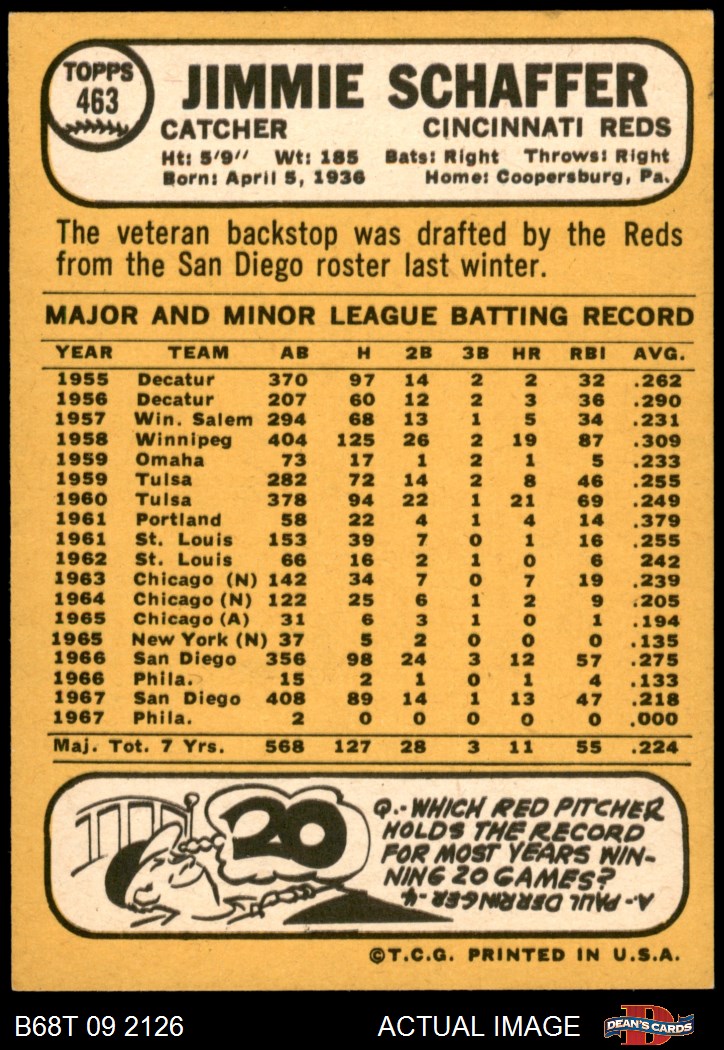 TOPPS
463
JIMMIE SCHAFFER
CATCHER CINCINNATI REDS
Ht: 5'9" Wt: 185 Bats: Right Throws: Right
Born: April 5, 1936 Home: Coopersburg, Pa.
The veteran backstop was drafted by the Reds
from the San Diego roster last winter.
MAJOR AND MINOR LEAGUE BATTING RECORD
YEAR TEAM AB H 2B 3B HR RBI AVG.
1955 Decatur 370 97 14 2 2 32 .262
1956 Decatur 207 60 12 2 3 36 .290
1957 Win. Salem 294 68 13 1 5 34 .231
1958 Winnipeg 404 125 26 2 19 87 .309
1959 Omaha 73 17 1 2 1 5 .233
1959 Tulsa 282 72 14 2 8 46 .255
1960 Tulsa 378 94 22 1 21 69 .249
1961 Portland 58 22 4 1 4 14 .379
1961 St. Louis 153 39 7 0 1 16 .255
1962 St. Louis 66 16 2 1 0 6 242
1963 Chicago (N) 142 34 7 0 7 19 .239
1964 Chicago (N) 122 25 6 1 2 9 .205
1965 Chicago (A) 31 6 3 1 0 1 .194
1965 New York (N) 37 5 2 0 0 0 .135
1966 San Diego 356 98 24 3 12 57 .275
1966 Phila. 15 2 1 0 1 4 .133
1967 San Diego 408 89 14 1 13 47 .218
1967 Phila. 2 0 0 0 0 0 .000
Maj. Tot. 7 Yrs. 568 127 28 3 11 55 .224
20
Q.-WHICH RED PITCHER
HOLDS THE RECORD
FOR MOST YEARS WIN-
NING 20 GAMES?
A. PAUL DERRINGER-4
©T.C.G. PRINTED IN U.S.A.
B68T 09 2126 ACTUAL IMAGE D DEAN'S CARDS